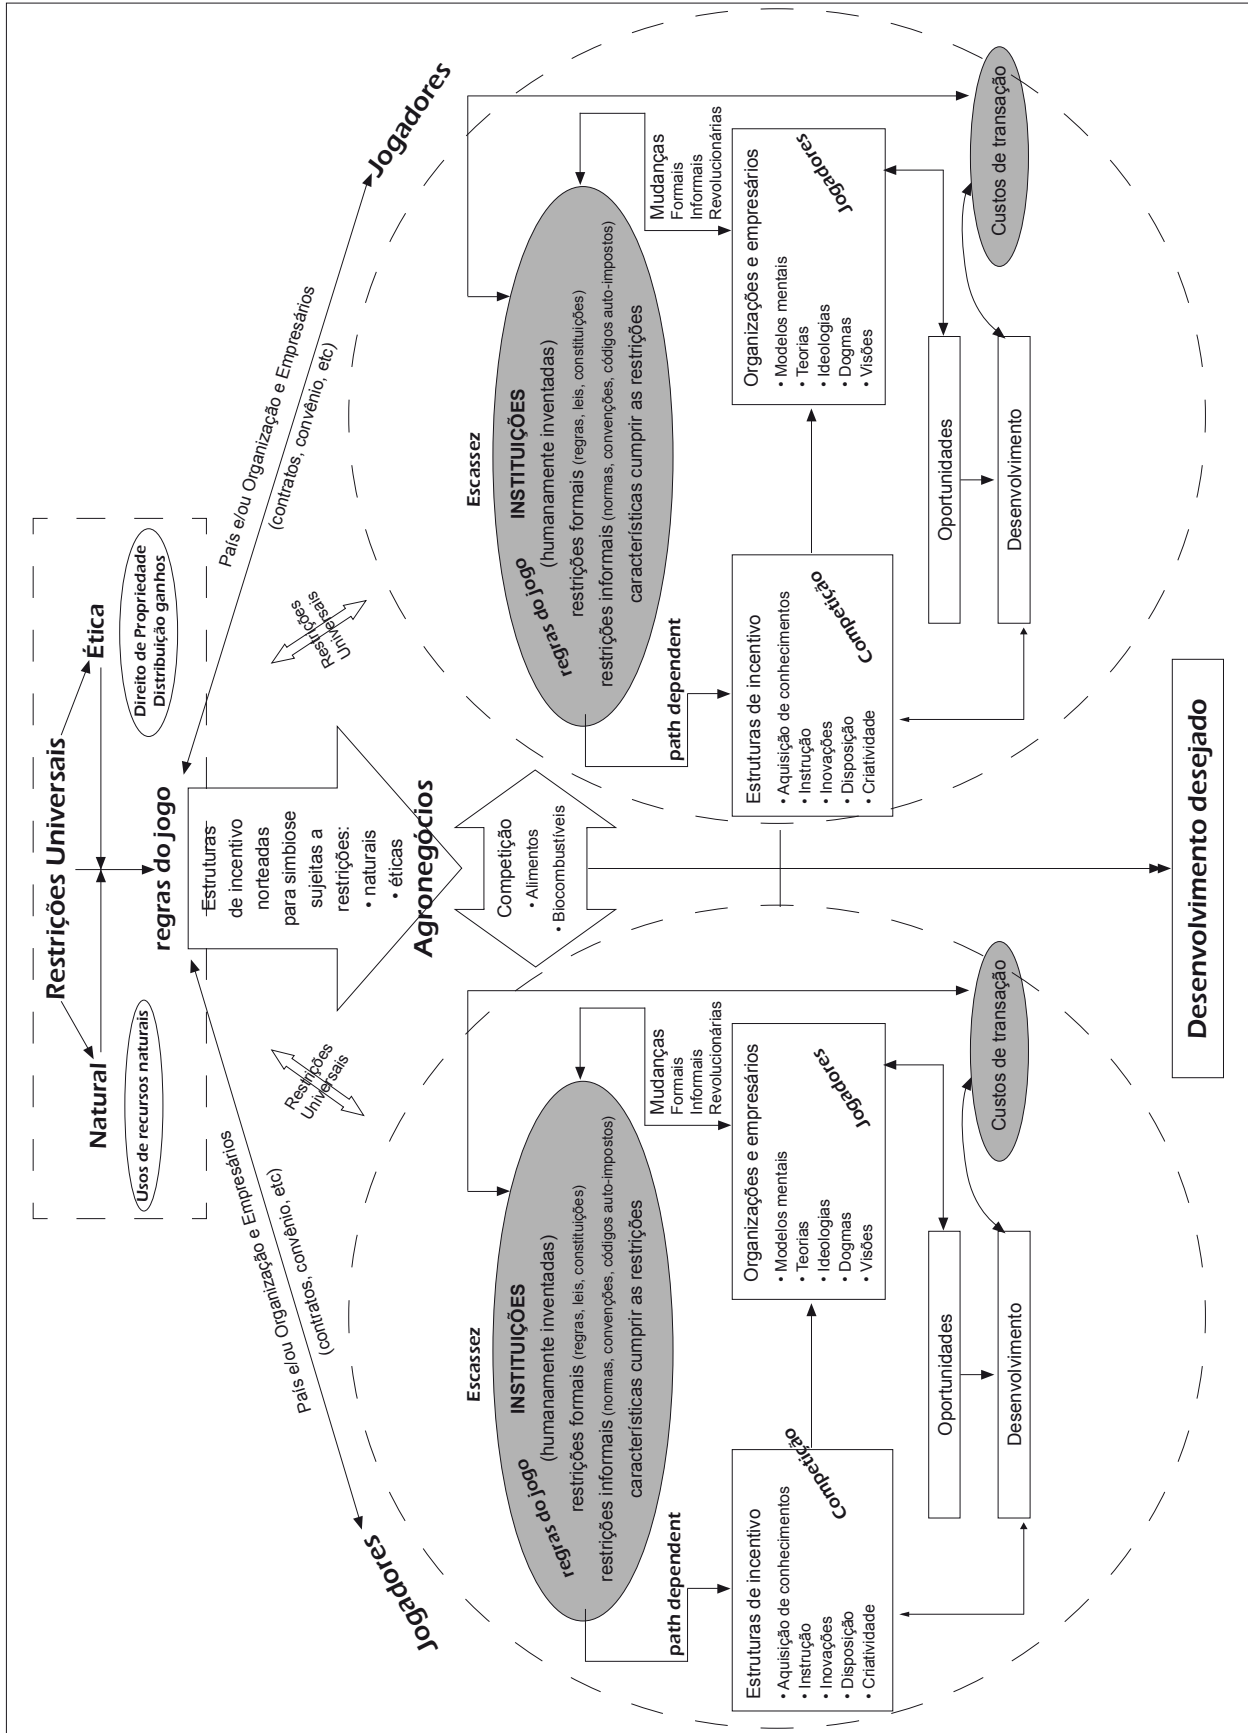 Restrições Universais
Natural
Ética
Usos de recursos naturais
Direito de Propriedade
Distribuição ganhos
regras do jogo
País e/ou Organização e Empresários
(contratos, convênio, etc)
País e/ou Organização e Empresários
(contratos, convênio, etc)
Estruturas
de incentivo
norteadas
para simbiose
sujeitas a
restrições:
• naturais
• éticas
Restrições
Universais
Restrições
Universais
Jogadores
Jogadores
Agronegócios
Competição
• Alimentos
• Biocombustíveis
Escassez
regras do jogo
INSTITUIÇÕES
(humanamente inventadas)
restrições formais (regras, leis, constituições)
restrições informais (normas, convenções, códigos auto-impostos)
características cumprir as restrições
path dependent
Mudanças
Formais
Informais
Revolucionárias
Estruturas de incentivo
• Aquisição de conhecimentos
• Instrução
• Inovações
• Disposição
• Criatividade
Competição
Organizações e empresários
• Modelos mentais
• Teorias
• Ideologias
• Dogmas
• Visões
Jogadores
Oportunidades
Desenvolvimento
Custos de transação
Escassez
regras do jogo
INSTITUIÇÕES
(humanamente inventadas)
restrições formais (regras, leis, constituições)
restrições informais (normas, convenções, códigos auto-impostos)
características cumprir as restrições
path dependent
Mudanças
Formais
Informais
Revolucionárias
Estruturas de incentivo
• Aquisição de conhecimentos
• Instrução
• Inovações
• Disposição
• Criatividade
Competição
Organizações e empresários
• Modelos mentais
• Teorias
• Ideologias
• Dogmas
• Visões
Jogadores
Oportunidades
Desenvolvimento
Custos de transação
Desenvolvimento desejado